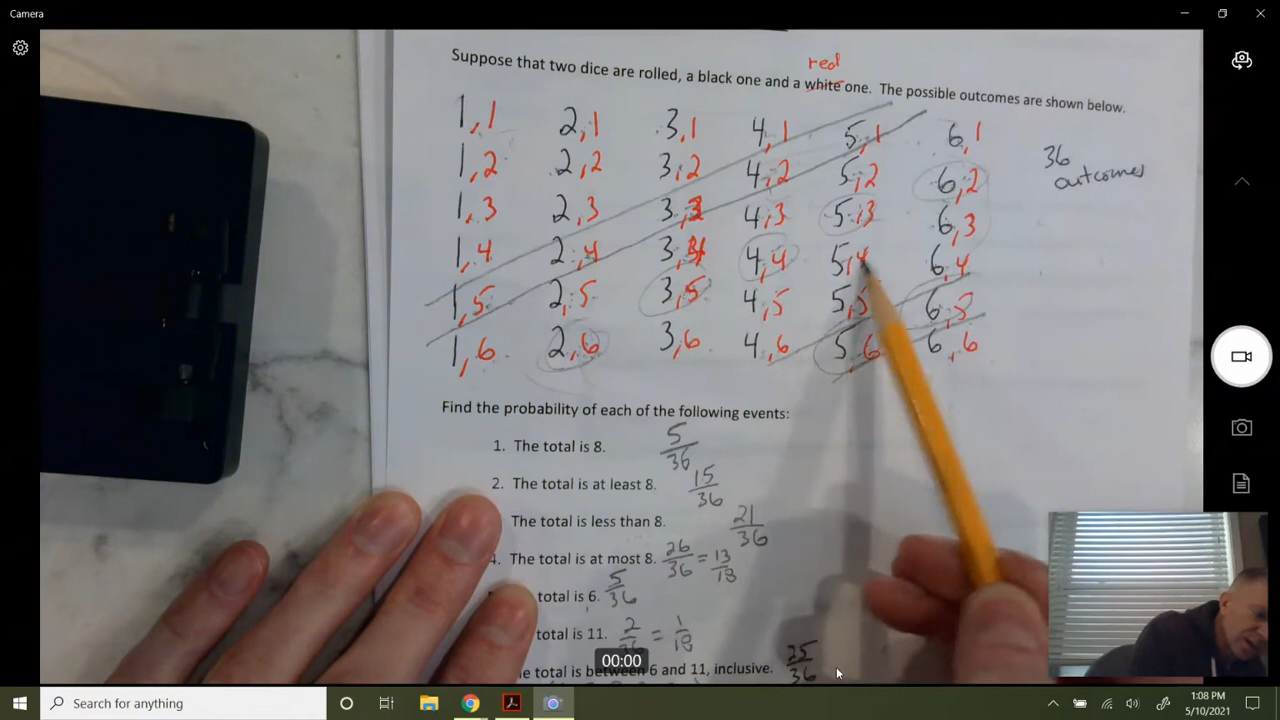 Camera
red
Suppose that two dice are rolled, a black one and a white one. The possible outcomes are shown below.
1,1 2,1 3,1 4,1 5,1 6,1
1,2 2,2 3,2 4,2 5,2 6,2
1,3 2,3 3,3 4,3 5,3 6,3
1,4 2,4 3,4 4,4 5,4 6,4
1,5 2,5 3,5 4,5 5,5 6,5
1,6 2,6 3,6 4,6 5,6 6,6
36
outcomes
Find the probability of each of the following events:
1. The total is 8. 5/36
2. The total is at least 8. 15/36
The total is less than 8. 21/36
4. The total is at most 8. 26/36 = 13/18
total is 6. 5/36
total is 11. 2/36 = 1/18
total is between 6 and 11, inclusive. 25/36
00:00
Search for anything
1:08 PM
5/10/2021